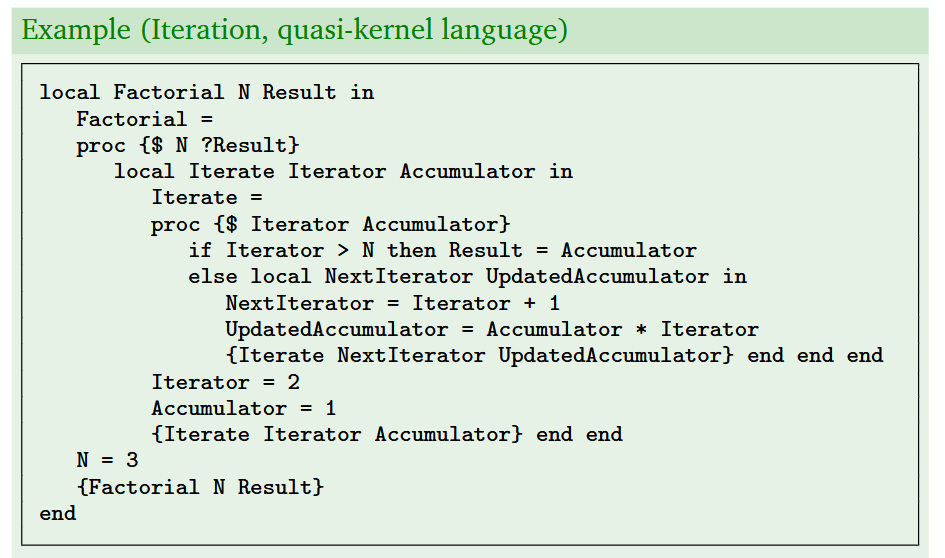 Example (Iteration, quasi-kernel language)
local Factorial N Result in
   Factorial =
   proc {$ N ?Result}
      local Iterate Iterator Accumulator in
         Iterate =
         proc {$ Iterator Accumulator}
            if Iterator > N then Result = Accumulator
            else local NextIterator UpdatedAccumulator in
               NextIterator = Iterator + 1
               UpdatedAccumulator = Accumulator * Iterator
               {Iterate NextIterator UpdatedAccumulator} end end end
         Iterator = 2
         Accumulator = 1
         {Iterate Iterator Accumulator} end end
   N = 3
   {Factorial N Result}
end